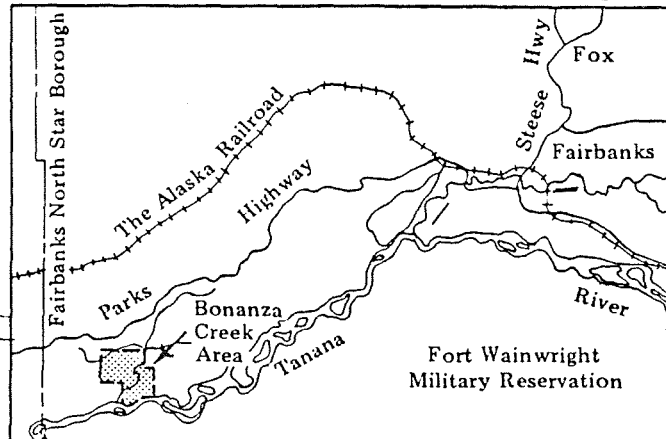 Hwy
Fox
Steese
Fairbanks
The Alaska Railroad
Highway
Parks
Fairbanks North Star Borough
Bonanza
Creek
Area
Tanana
River
Fort Wainwright
Military Reservation